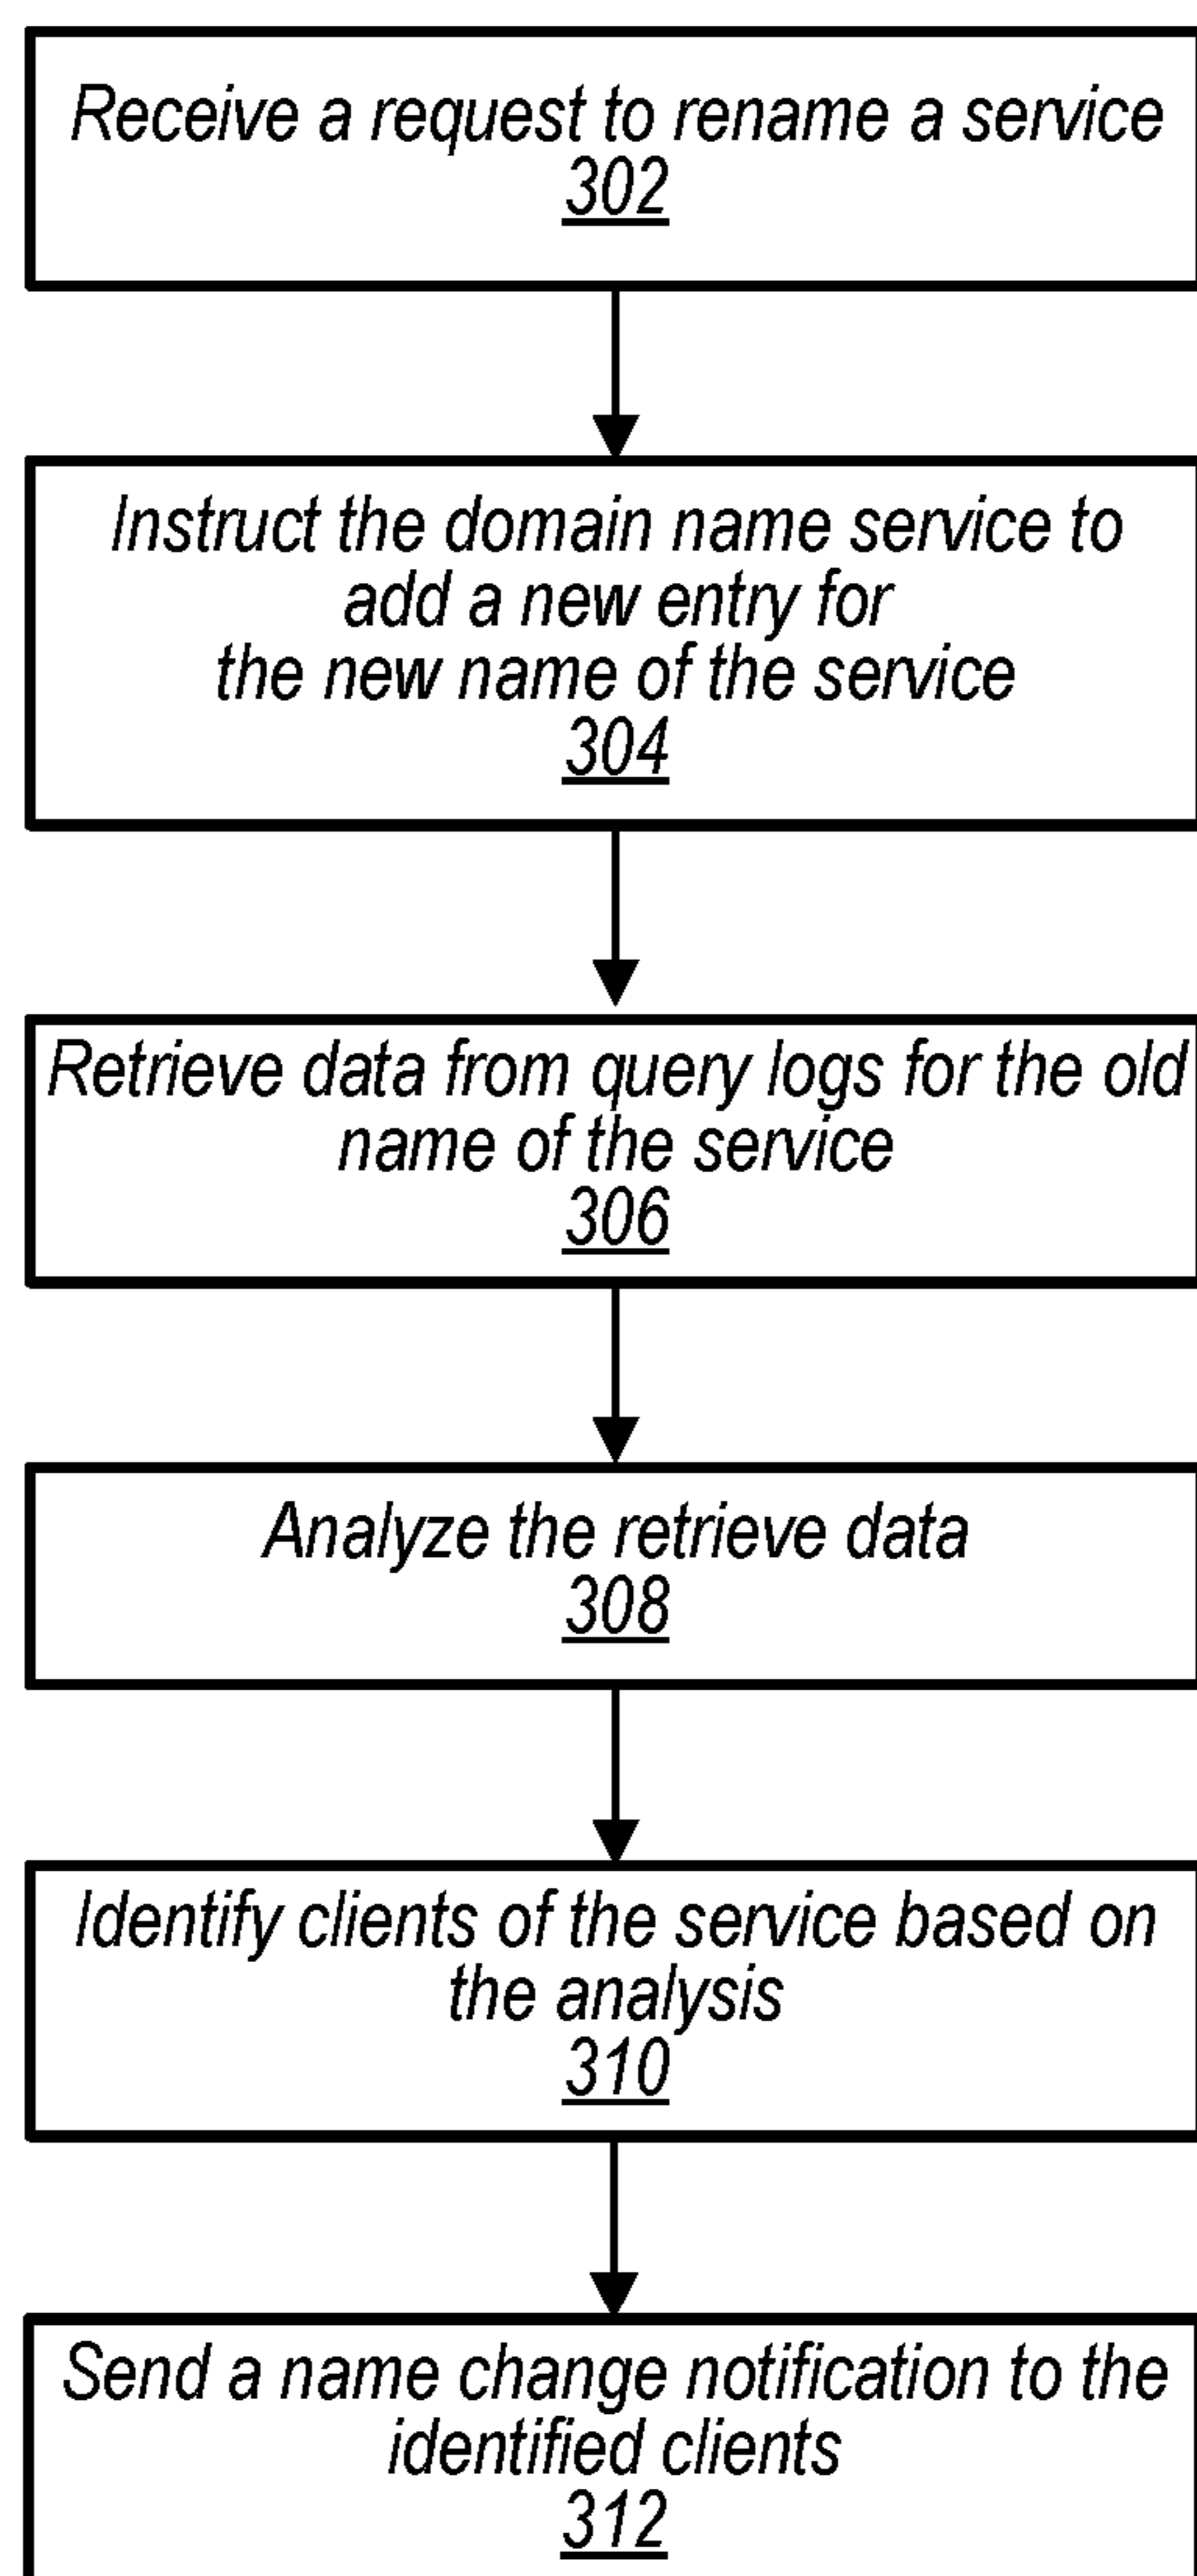 Receive a request to rename a service
302
Instruct the domain name service to
add a new entry for
the new name of the service
304
Retrieve data from query logs for the old
name of the service
306
Analyze the retrieve data
308
Identify clients of the service based on
the analysis
310
Send a name change notification to the
identified clients
312